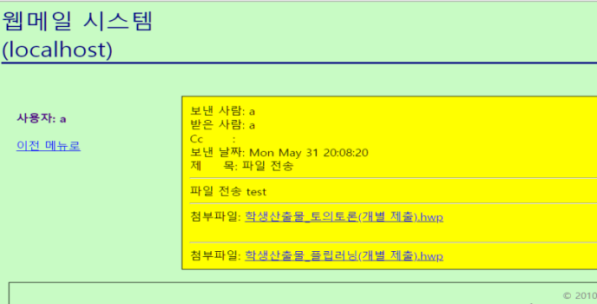 웹메일 시스템
(localhost)
사용자: a
이전 메뉴로
보낸 사람: a
받은 사람: a
Cc :
보낸 날짜: Mon May 31 20:08:20
제 목: 파일 전송
파일 전송 test
첨부파일: 학생산출물_토의토론(개별 제출).hwp
첨부파일: 학생산출물_플립러닝(개별 제출).hwp
© 2010